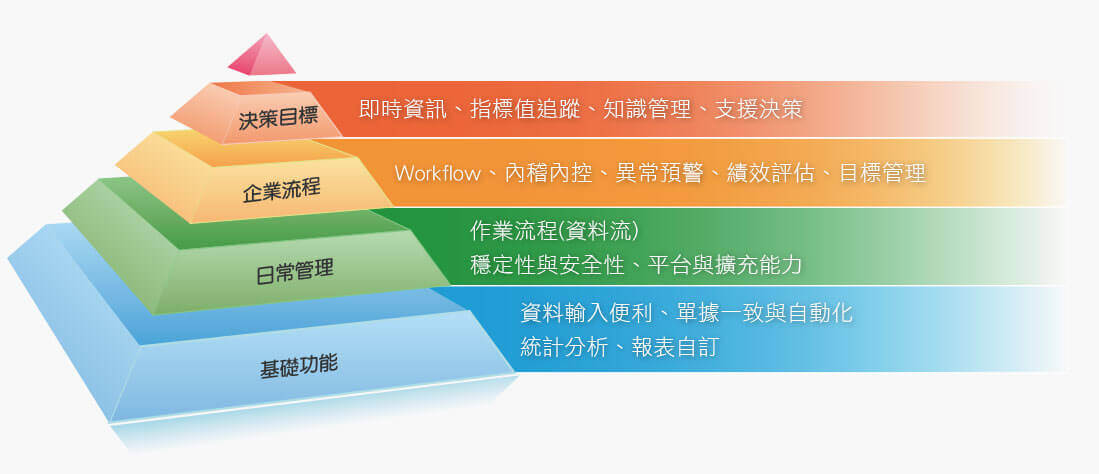 決策目標
即時資訊、指標值追蹤、知識管理、支援決策
企業流程
Workflow、內稽內控、異常預警、績效評估、目標管理
日常管理
作業流程(資料流)
穩定性與安全性、平台與擴充能力
基礎功能
資料輸入便利、單據一致與自動化
統計分析、報表自訂